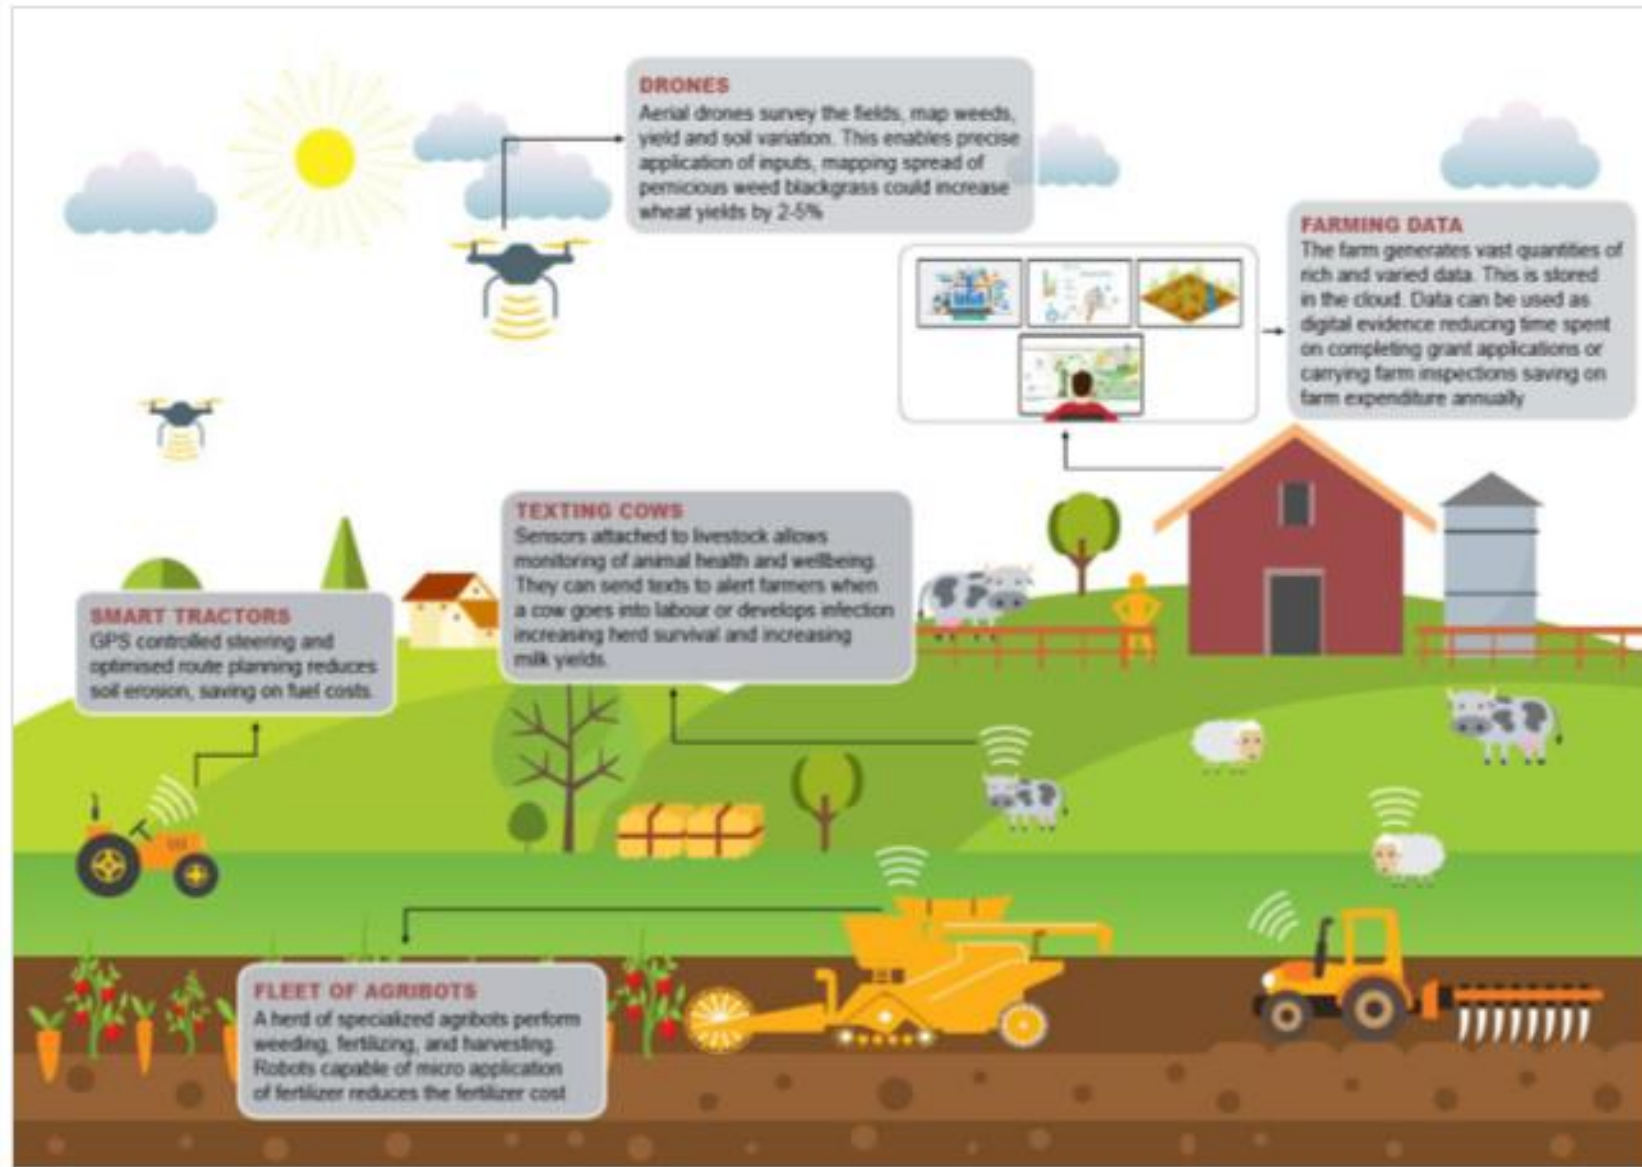 DRONES
Aerial drones survey the fields, map weeds,
yield and soil variation. This enables precise
application of inputs, mapping spread of
pernicious weed blackgrass could increase
wheat yields by 2-5%
FARMING DATA
The farm generates vast quantities of
rich and varied data. This is stored
in the cloud. Data can be used as
digital evidence reducing time spent
on completing grant applications or
carrying farm inspections saving on
farm expenditure annually
TEXTING COWS
Sensors attached to livestock allows
monitoring of animal health and wellbeing.
They can send texts to alert farmers when
a cow goes into labour or develops infection
increasing herd survival and increasing
milk yields.
SMART TRACTORS
GPS controlled steering and
optimised route planning reduces
soil erosion, saving on fuel costs.
FLEET OF AGRIBOTS
A herd of specialized agribots perform
weeding, fertilizing, and harvesting.
Robots capable of micro application
of fertilizer reduces the fertilizer cost